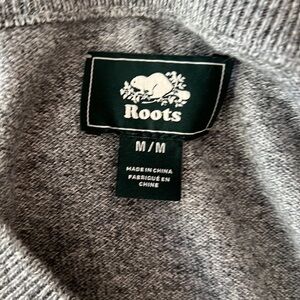 Roots
M/M
MADE IN CHINA
FABRIQUÉ EN
CHINE